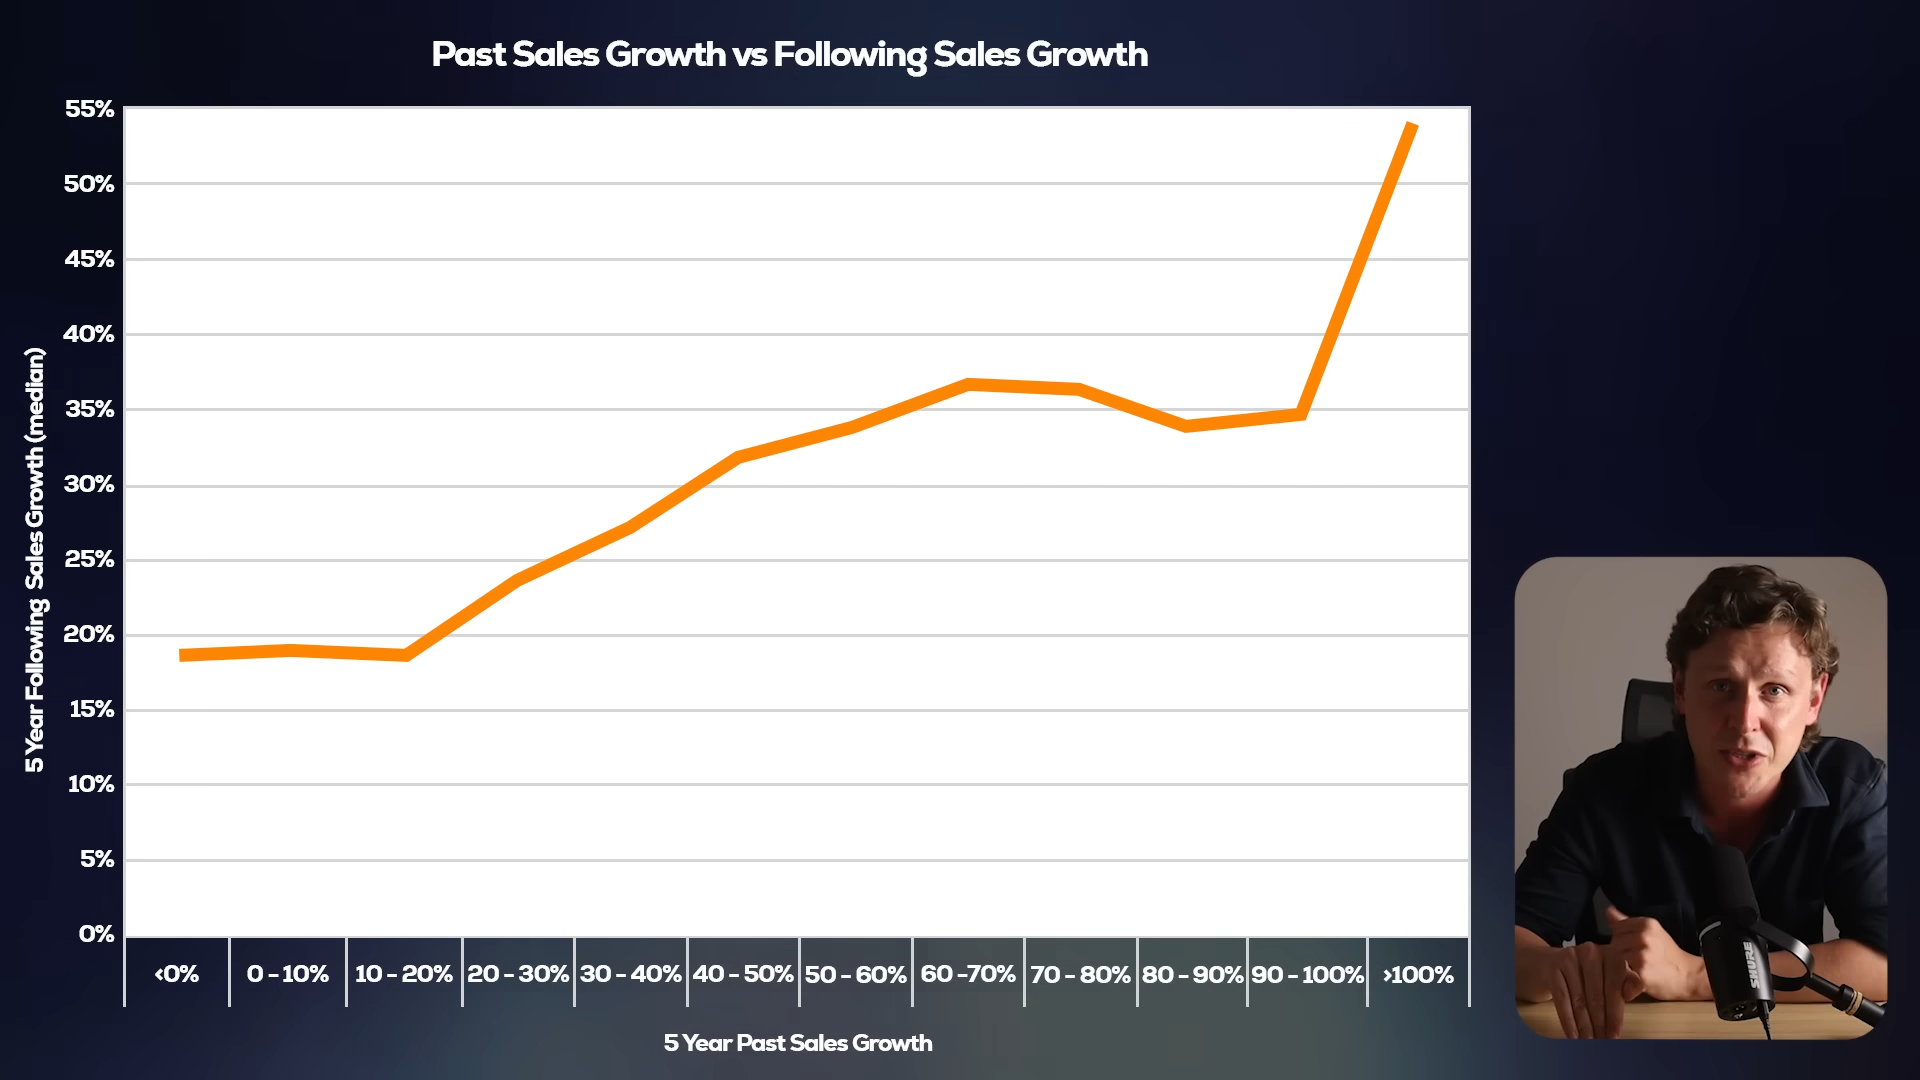 Past Sales Growth vs Following Sales Growth
55%
50%
45%
40%
35%
30%
25%
20%
15%
10%
5%
0%
5 Year Following Sales Growth (median)
<0% 0 - 10% 10 - 20% 20 - 30% 30 - 40% 40 - 50% 50 - 60% 60 -70% 70 - 80% 80 - 90% 90 - 100% >100%
5 Year Past Sales Growth
SHURE